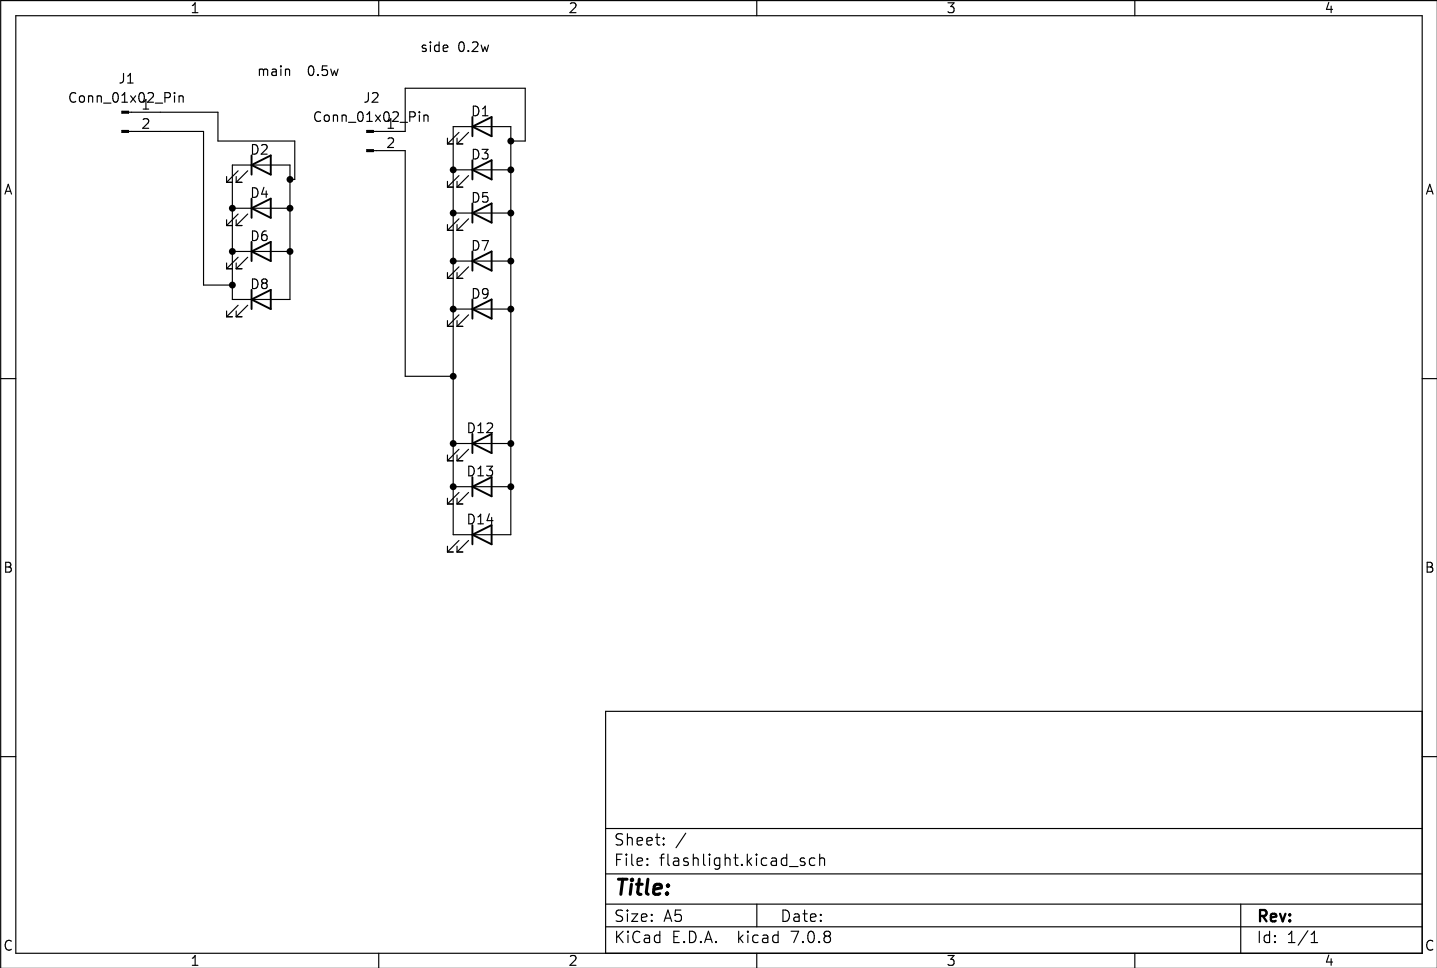 1 2 3 4
side 0.2w
main 0.5w
J1
Conn_01x02_Pin
1
2
J2
Conn_01x02_Pin
1
2
D2
D4
D6
D8
D1
D3
D5
D7
D9
D12
D13
D14
A A
B B
Sheet: /
File: flashlight.kicad_sch
Title:
Size: A5 Date: Rev:
KiCad E.D.A. kicad 7.0.8 Id: 1/1
C C
1 2 3 4